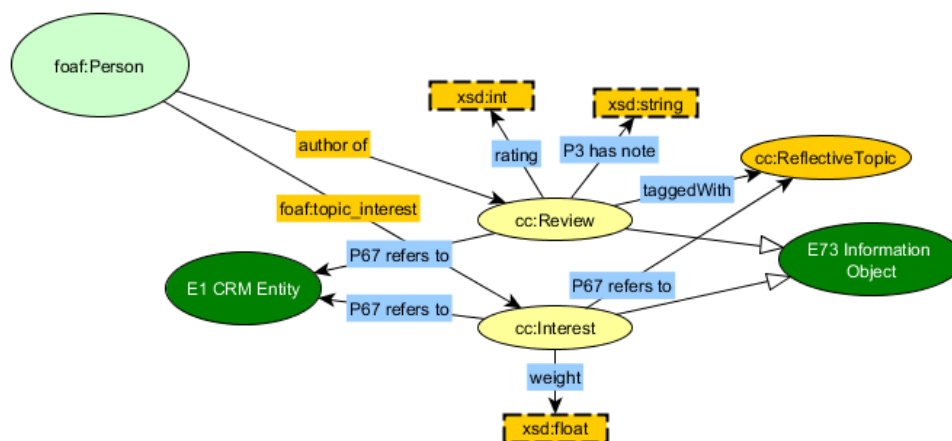 foaf:Person
xsd:int
xsd:string
author of
rating
P3 has note
cc:ReflectiveTopic
taggedWith
foaf:topic_interest
cc:Review
P67 refers to
E73 Information
Object
E1 CRM Entity
P67 refers to
P67 refers to
cc:Interest
weight
xsd:float